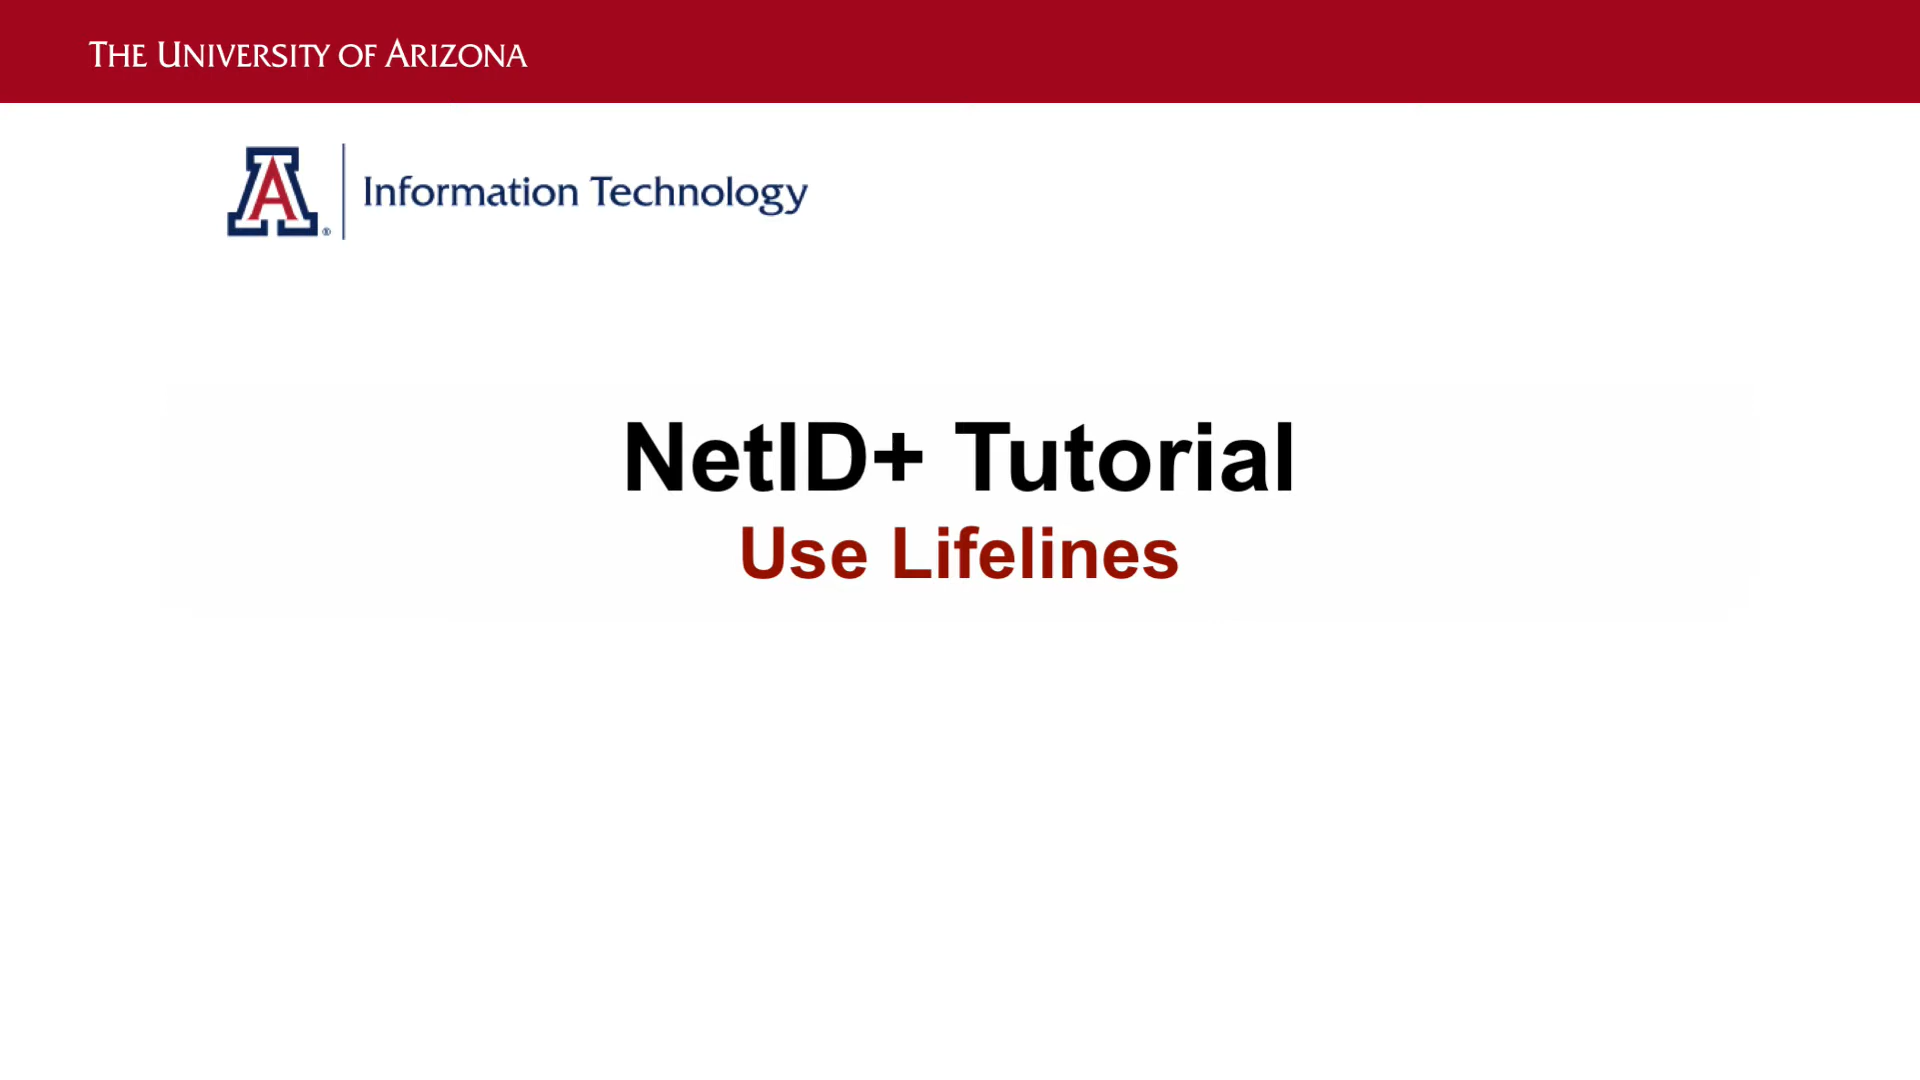 THE UNIVERSITY OF ARIZONA
A ® Information Technology
NetID+ Tutorial
Use Lifelines